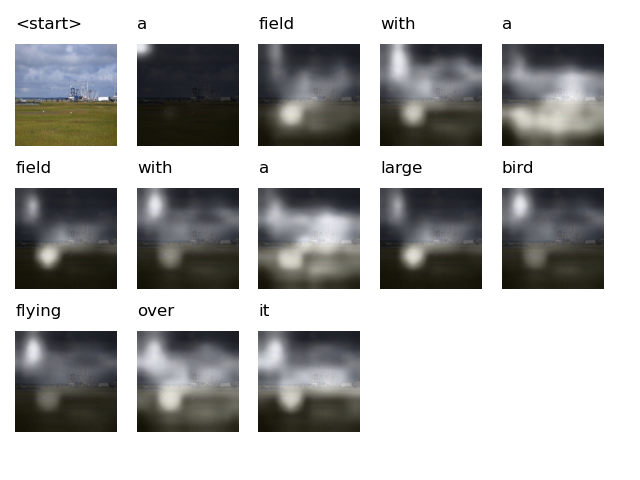 <start> a field with a
field with a large bird
flying over it